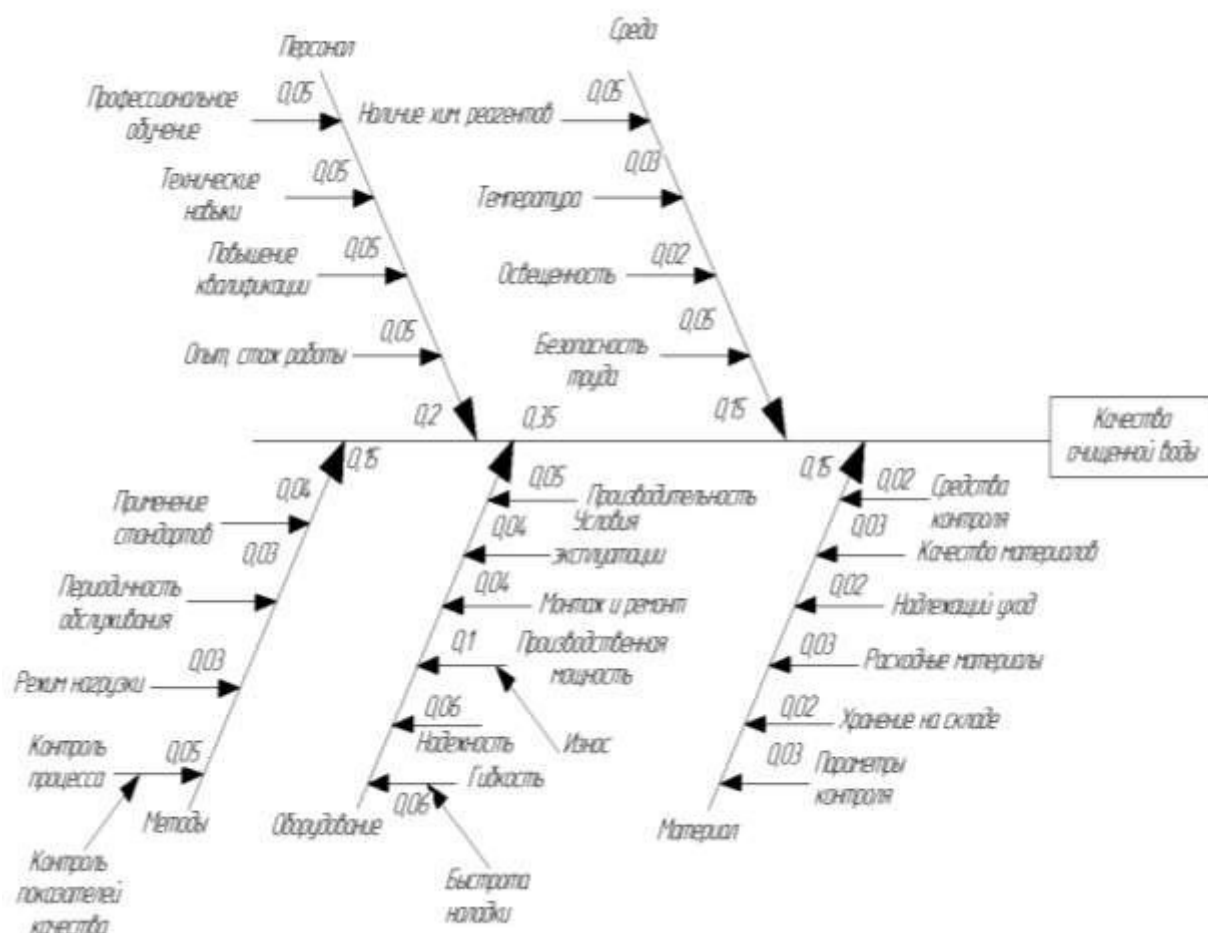 Персонал
0,05
Профессиональное
обучение
0,05
Технические
навыки
0,05
Повышение
квалификации
0,05
Опыт, стаж работы
0,2
Среда
0,05
Наличие хим. реагентов
0,03
Температура
0,02
Освещенность
0,05
Безопасность
труда
0,15
Качества
очищенной воды
0,15
0,04
Применение
стандартов
0,03
Периодичность
обслуживания
0,03
Режим нагрузки
0,05
Контроль
процесса
Методы
Контроль
показателей
качества
0,35
0,05
Производительность
0,04
Условия
эксплуатации
0,04
Монтаж и ремонт
0,1
Производственная
мощность
Износ
0,06
Надежность
0,06
Гибкость
Быстрота
наладки
Оборудование
0,15
0,02
Средства
контроля
0,03
Качество материалов
0,02
Надлежащий уход
0,03
Расходные материалы
0,02
Хранение на складе
0,03
Параметры
контроля
Материал